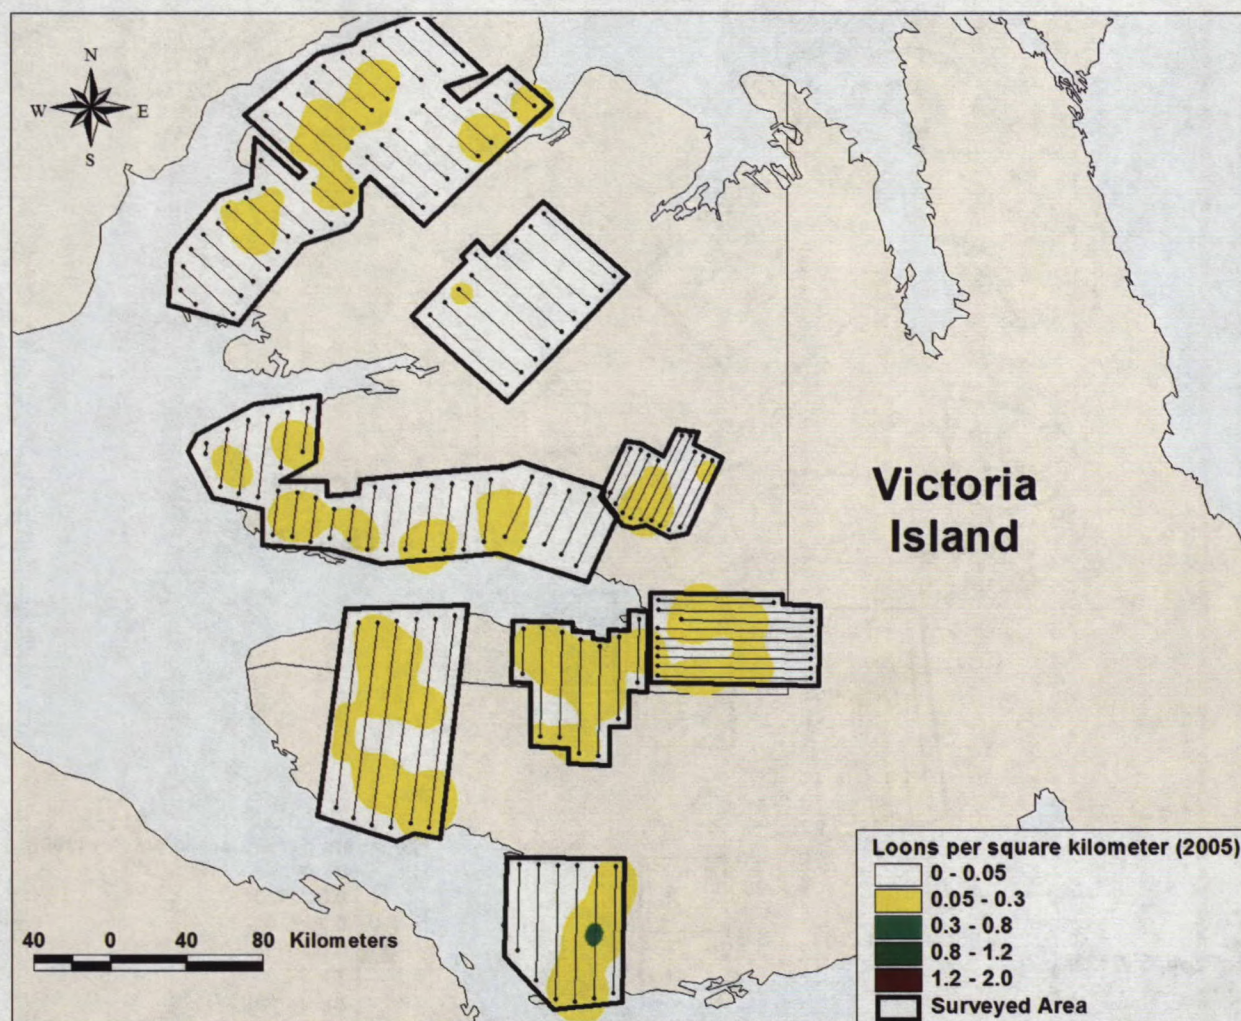 N
W E
S
Victoria
Island
Loons per square kilometer (2005)
0 - 0.05
0.05 - 0.3
0.3 - 0.8
0.8 - 1.2
1.2 - 2.0
Surveyed Area
40 0 40 80 Kilometers